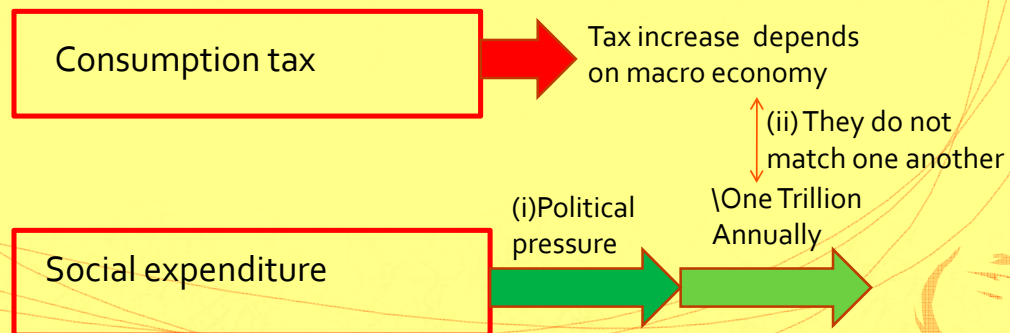 Consumption tax
Tax increase depends
on macro economy
(ii) They do not
match one another
(i)Political
pressure
\One Trillion
Annually
Social expenditure